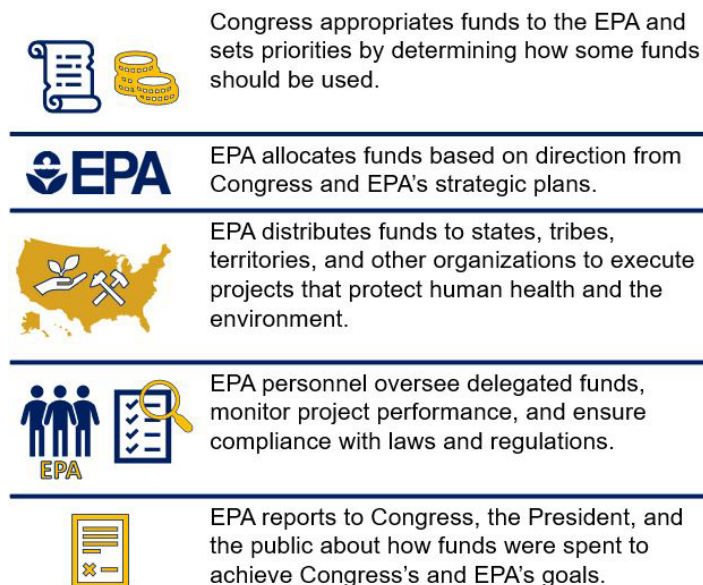 Congress appropriates funds to the EPA and
sets priorities by determining how some funds
should be used.
EPA
EPA allocates funds based on direction from
Congress and EPA's strategic plans.
EPA distributes funds to states, tribes,
territories, and other organizations to execute
projects that protect human health and the
environment.
EPA
EPA personnel oversee delegated funds,
monitor project performance, and ensure
compliance with laws and regulations.
EPA reports to Congress, the President, and
the public about how funds were spent to
achieve Congress's and EPA's goals.